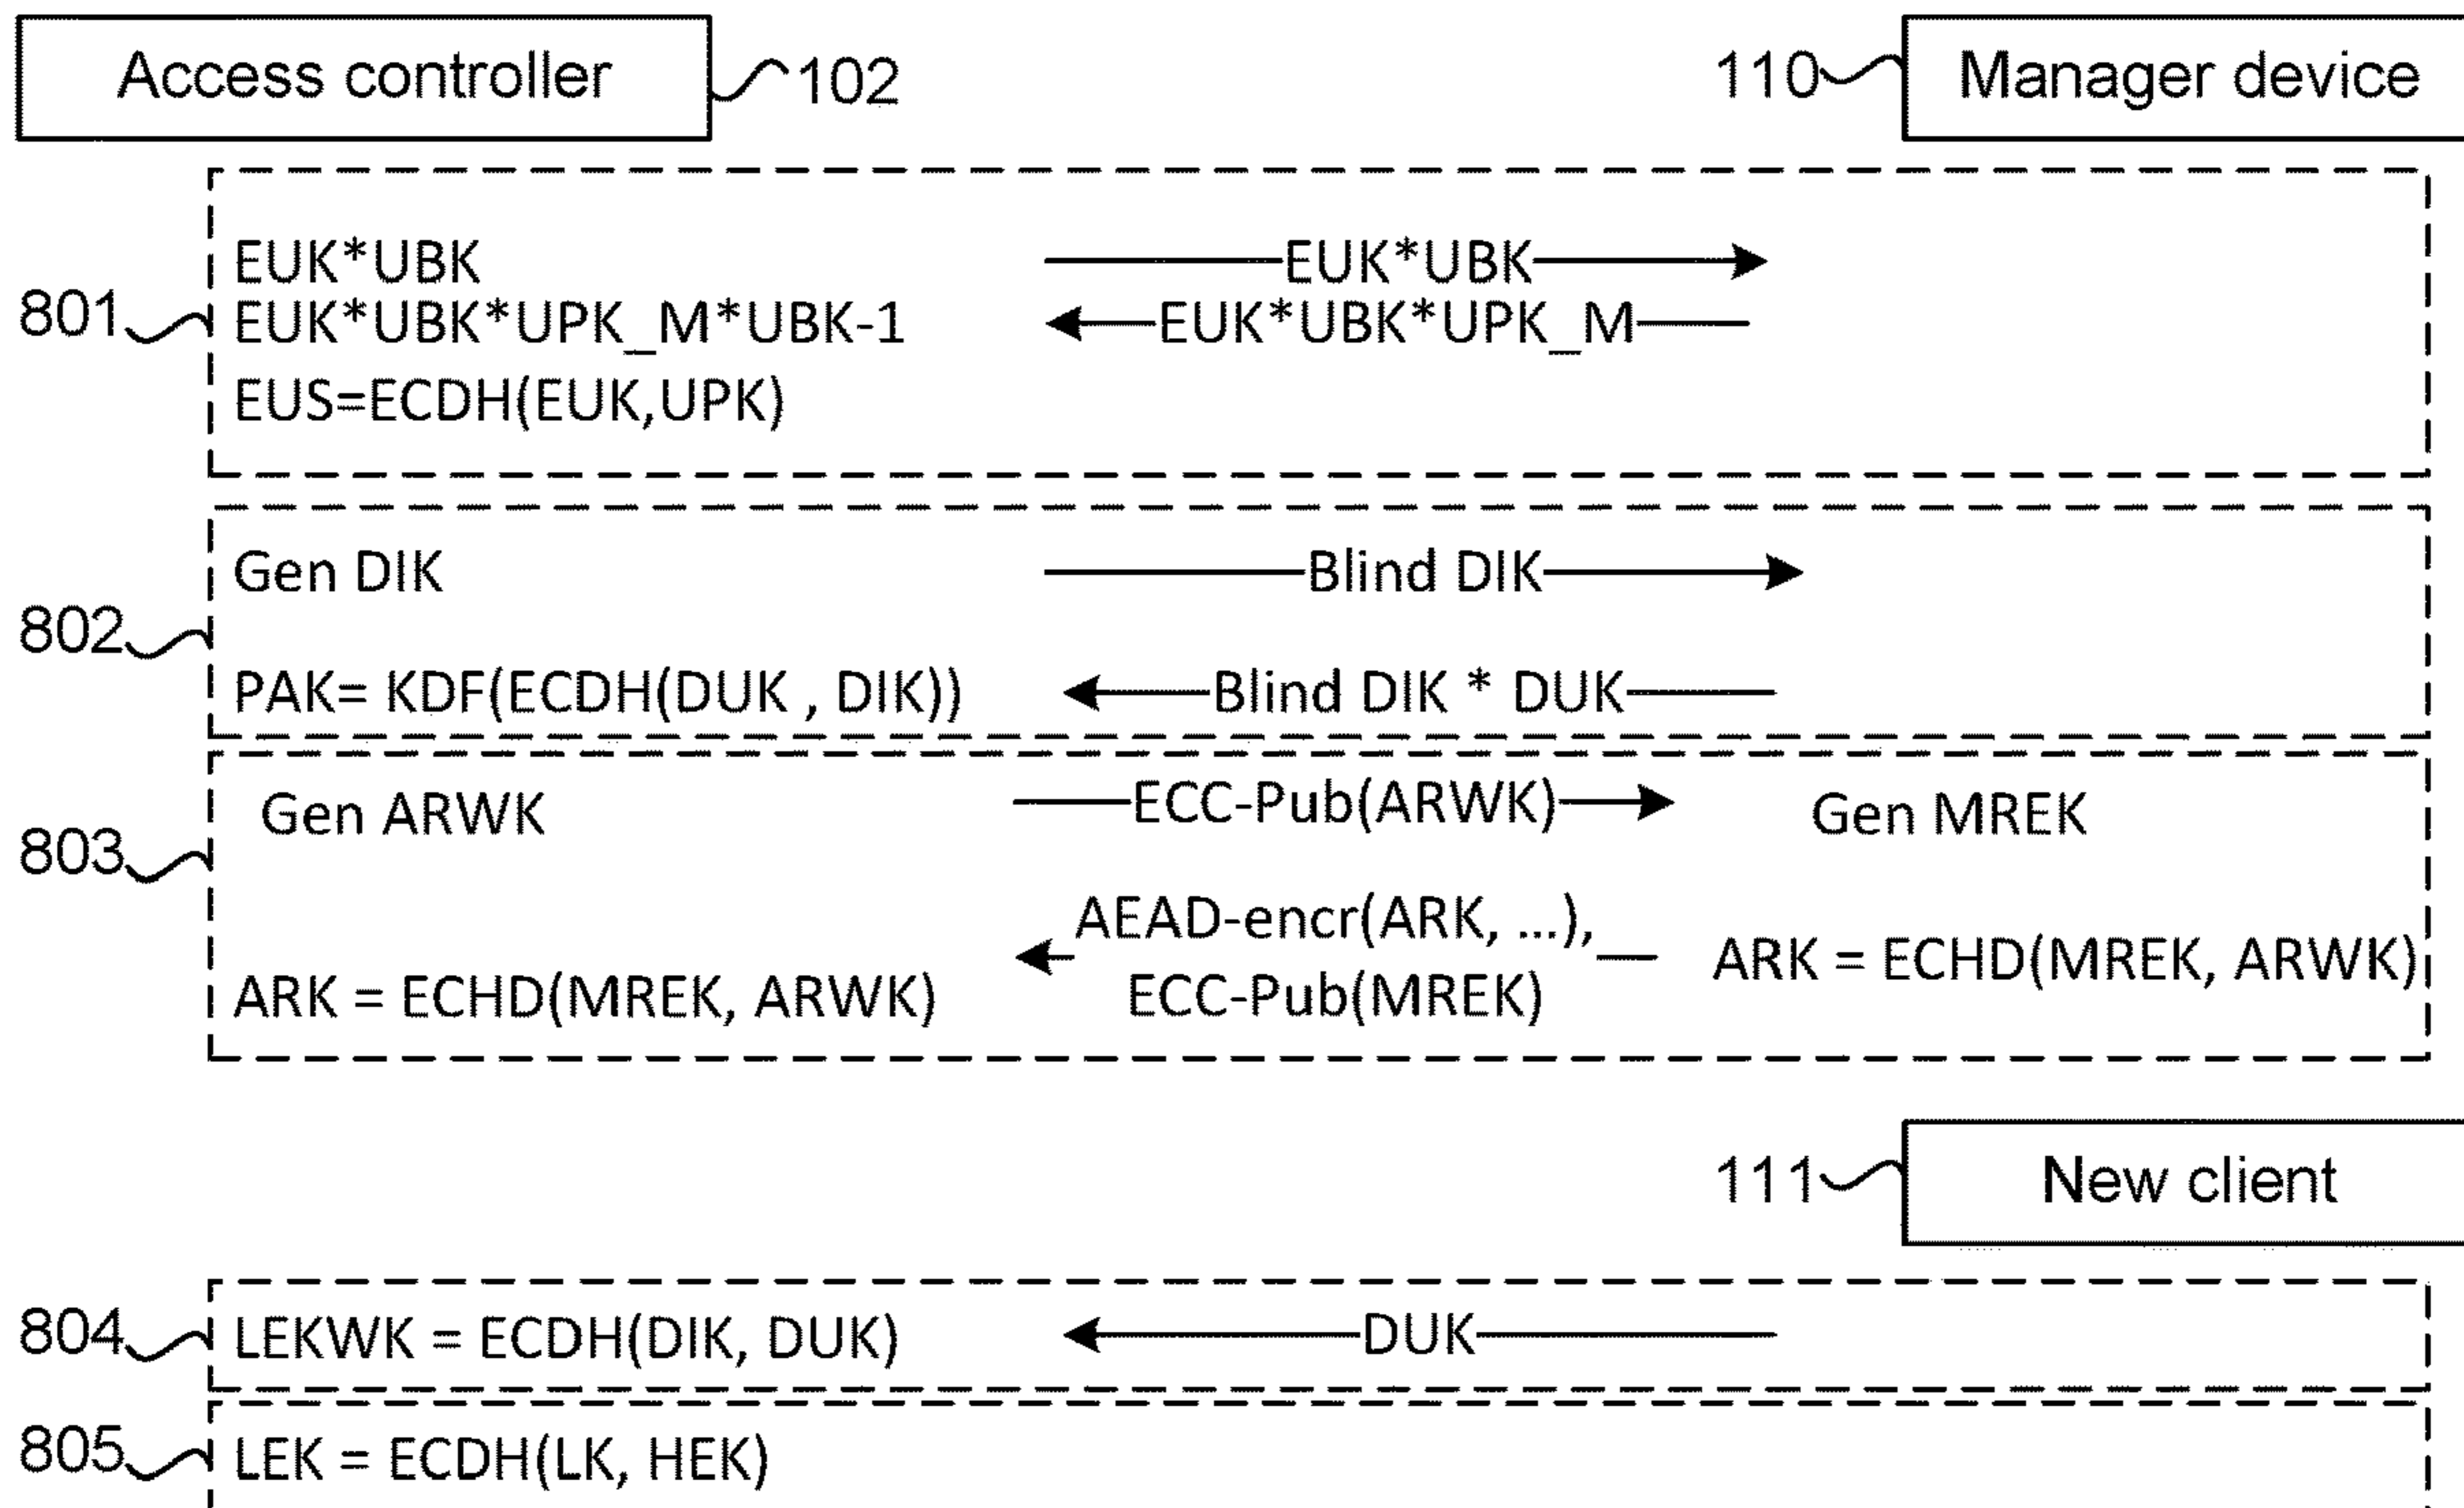 Access controller
102
110
Manager device
801
EUK*UBK
EUK*UBK
EUK*UBK*UPK_M*UBK-1
EUK*UBK*UPK_M
EUS=ECDH(EUK,UPK)
802
Gen DIK
Blind DIK
PAK= KDF(ECDH(DUK , DIK))
Blind DIK * DUK
803
Gen ARWK
ECC-Pub(ARWK)
Gen MREK
AEAD-encr(ARK, ...),
ECC-Pub(MREK)
ARK = ECHD(MREK, ARWK)
ARK = ECHD(MREK, ARWK)
111
New client
804
LEKWK = ECDH(DIK, DUK)
DUK
805
LEK = ECDH(LK, HEK)